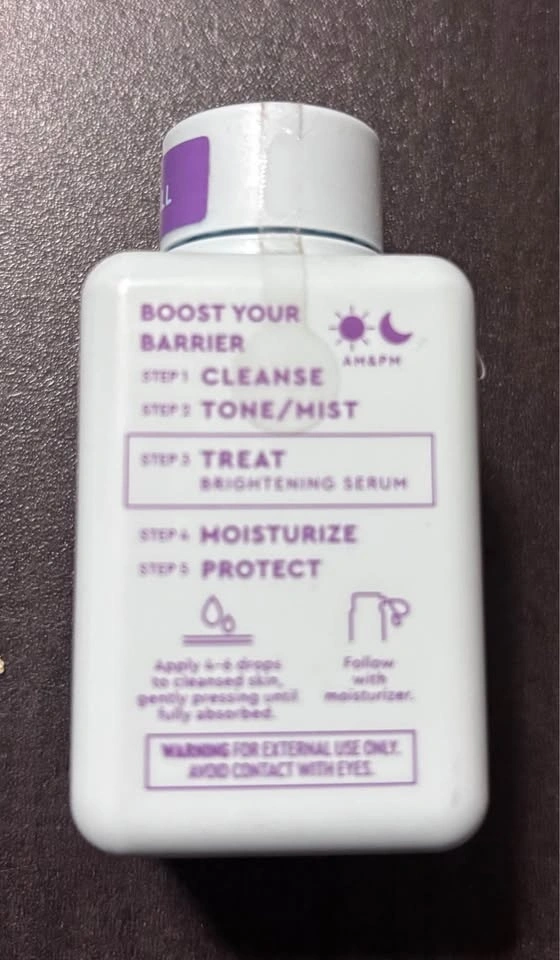 BOOST YOUR
BARRIER
AM&PM
STEP 1 CLEANSE
STEP 2 TONE/MIST
STEP 3 TREAT
BRIGHTENING SERUM
STEP 4 MOISTURIZE
STEP 5 PROTECT
Apply 4-6 drops
to cleansed skin,
gently pressing until
fully absorbed.
Follow
with
moisturizer.
WARNING FOR EXTERNAL USE ONLY.
AVOID CONTACT WITH EYES.